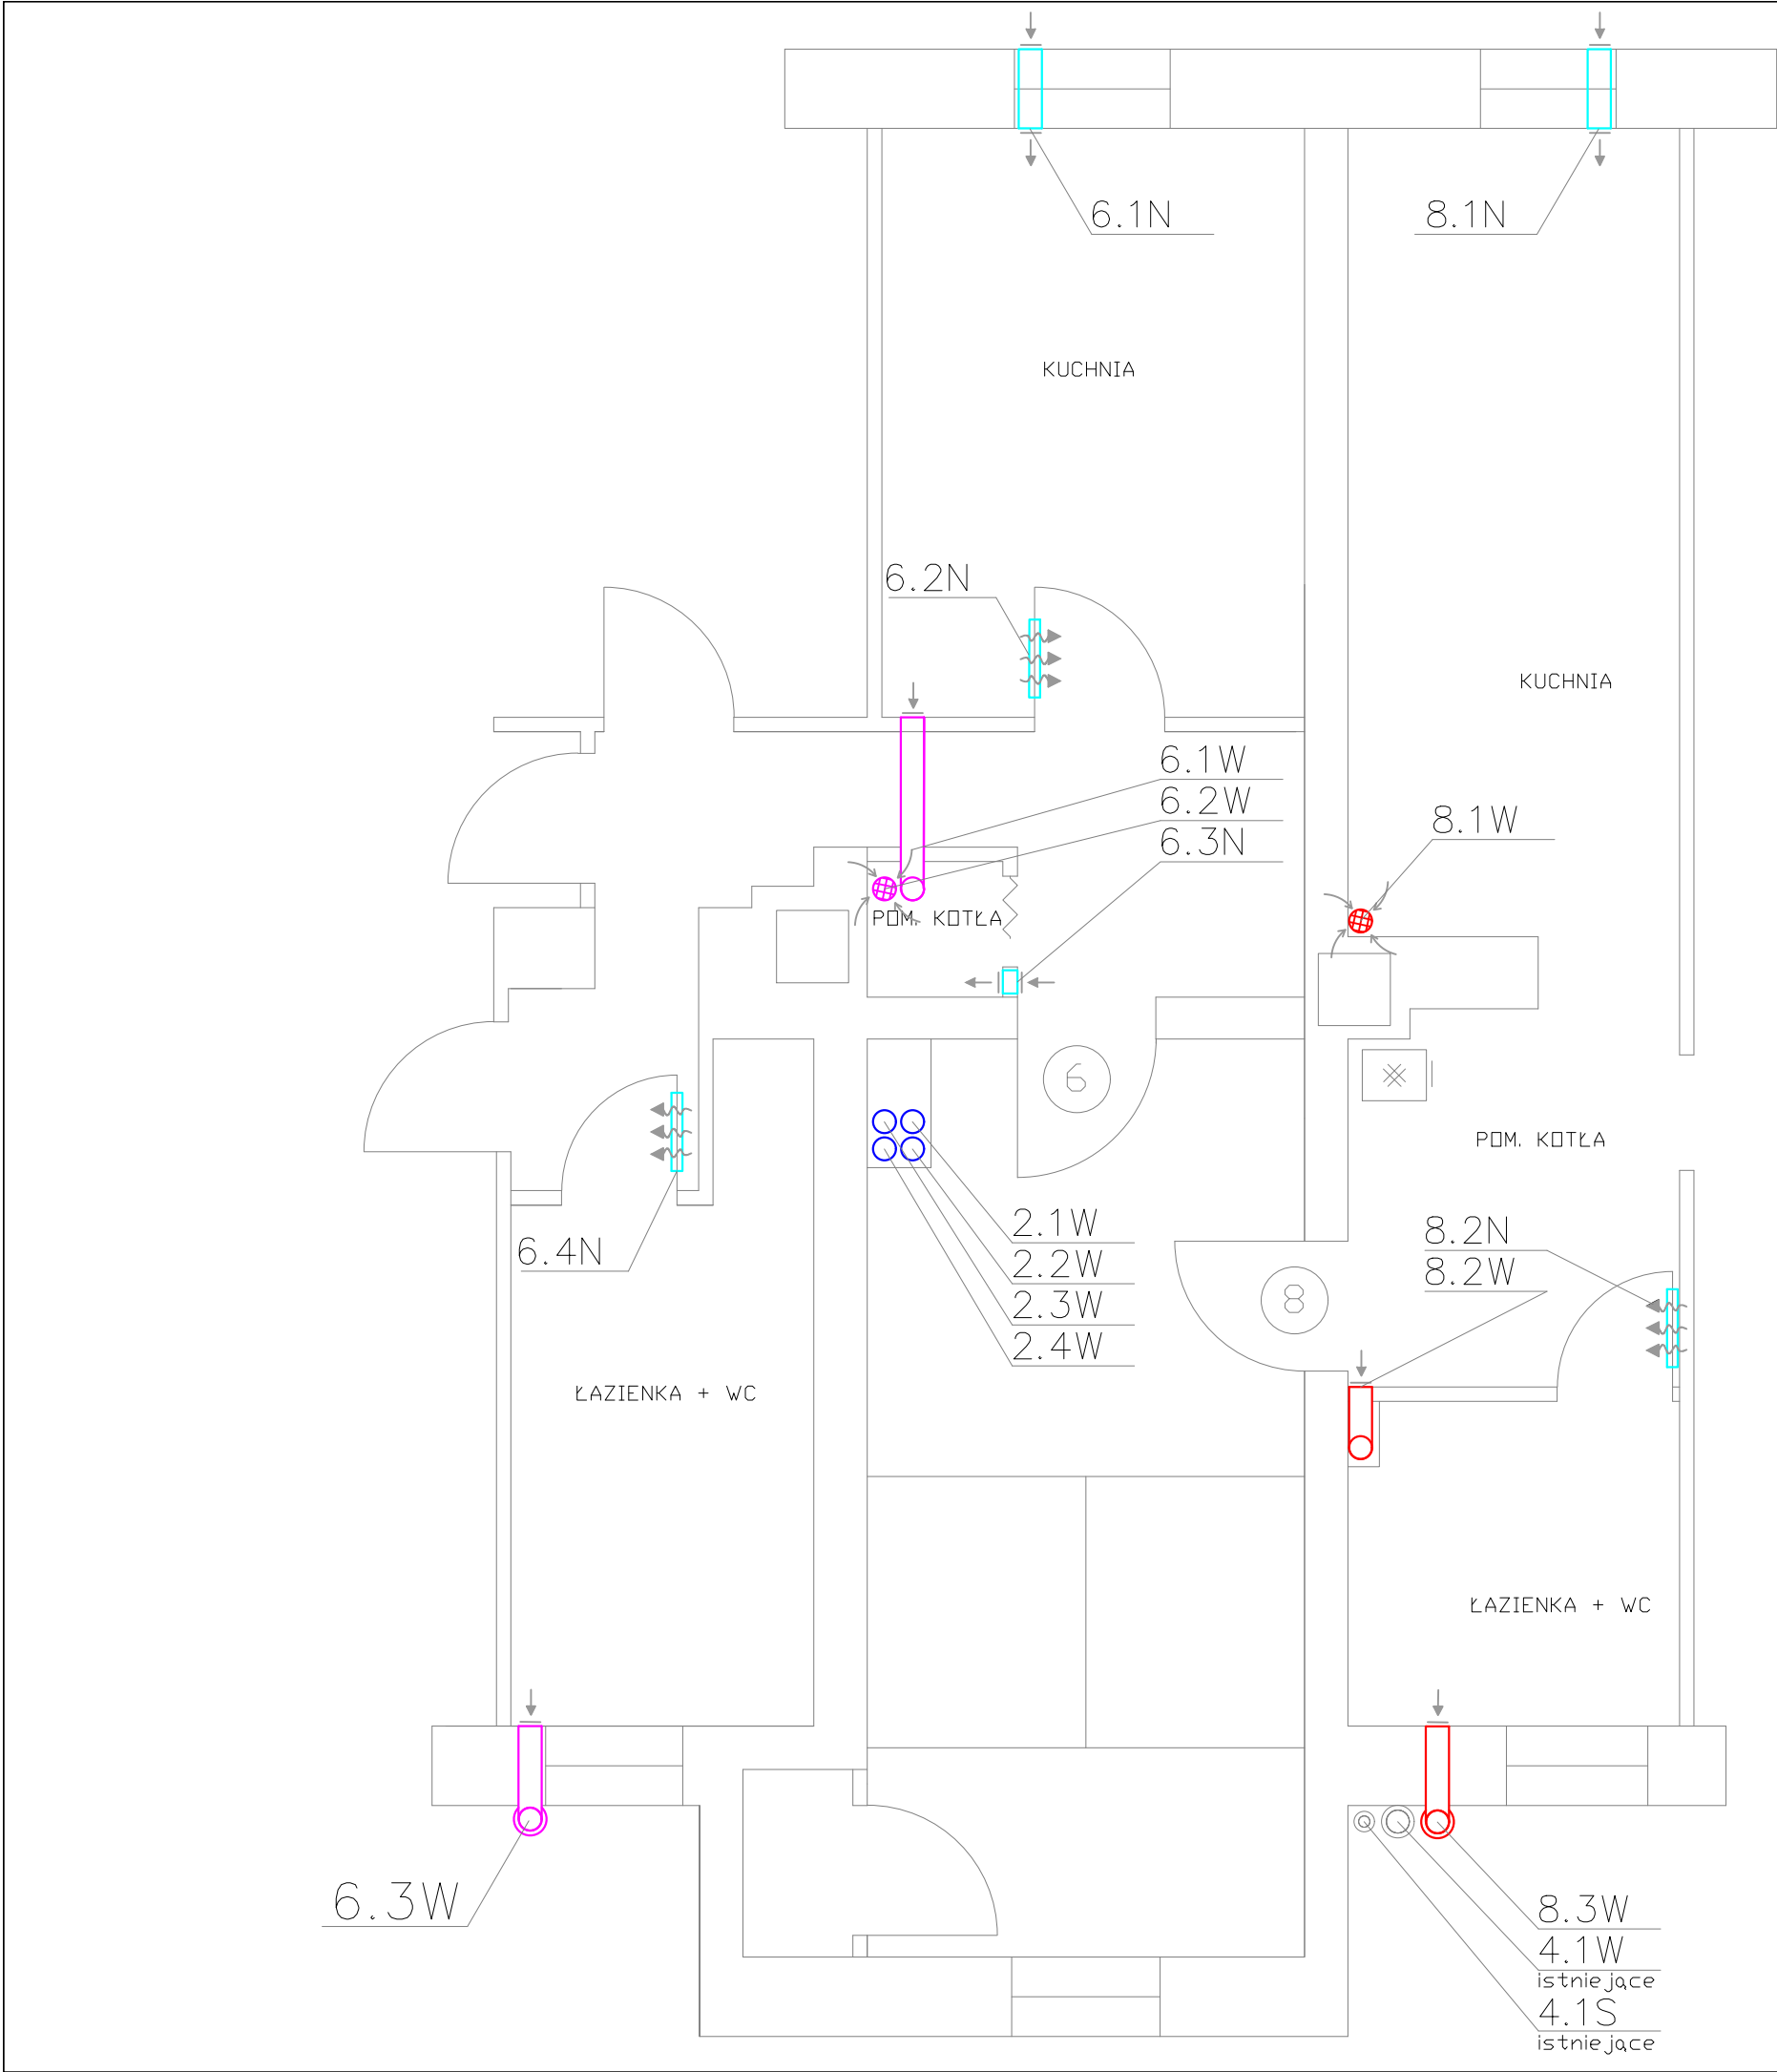 6.1N
8.1N
KUCHNIA
6.2N
KUCHNIA
6.1W
6.2W
6.3N
8.1W
POM. KOTŁA
6
POM. KOTŁA
2.1W
2.2W
2.3W
2.4W
6.4N
8.2N
8.2W
8
ŁAZIENKA + WC
ŁAZIENKA + WC
6.3W
8.3W
4.1W
istniejące
4.1S
istniejące